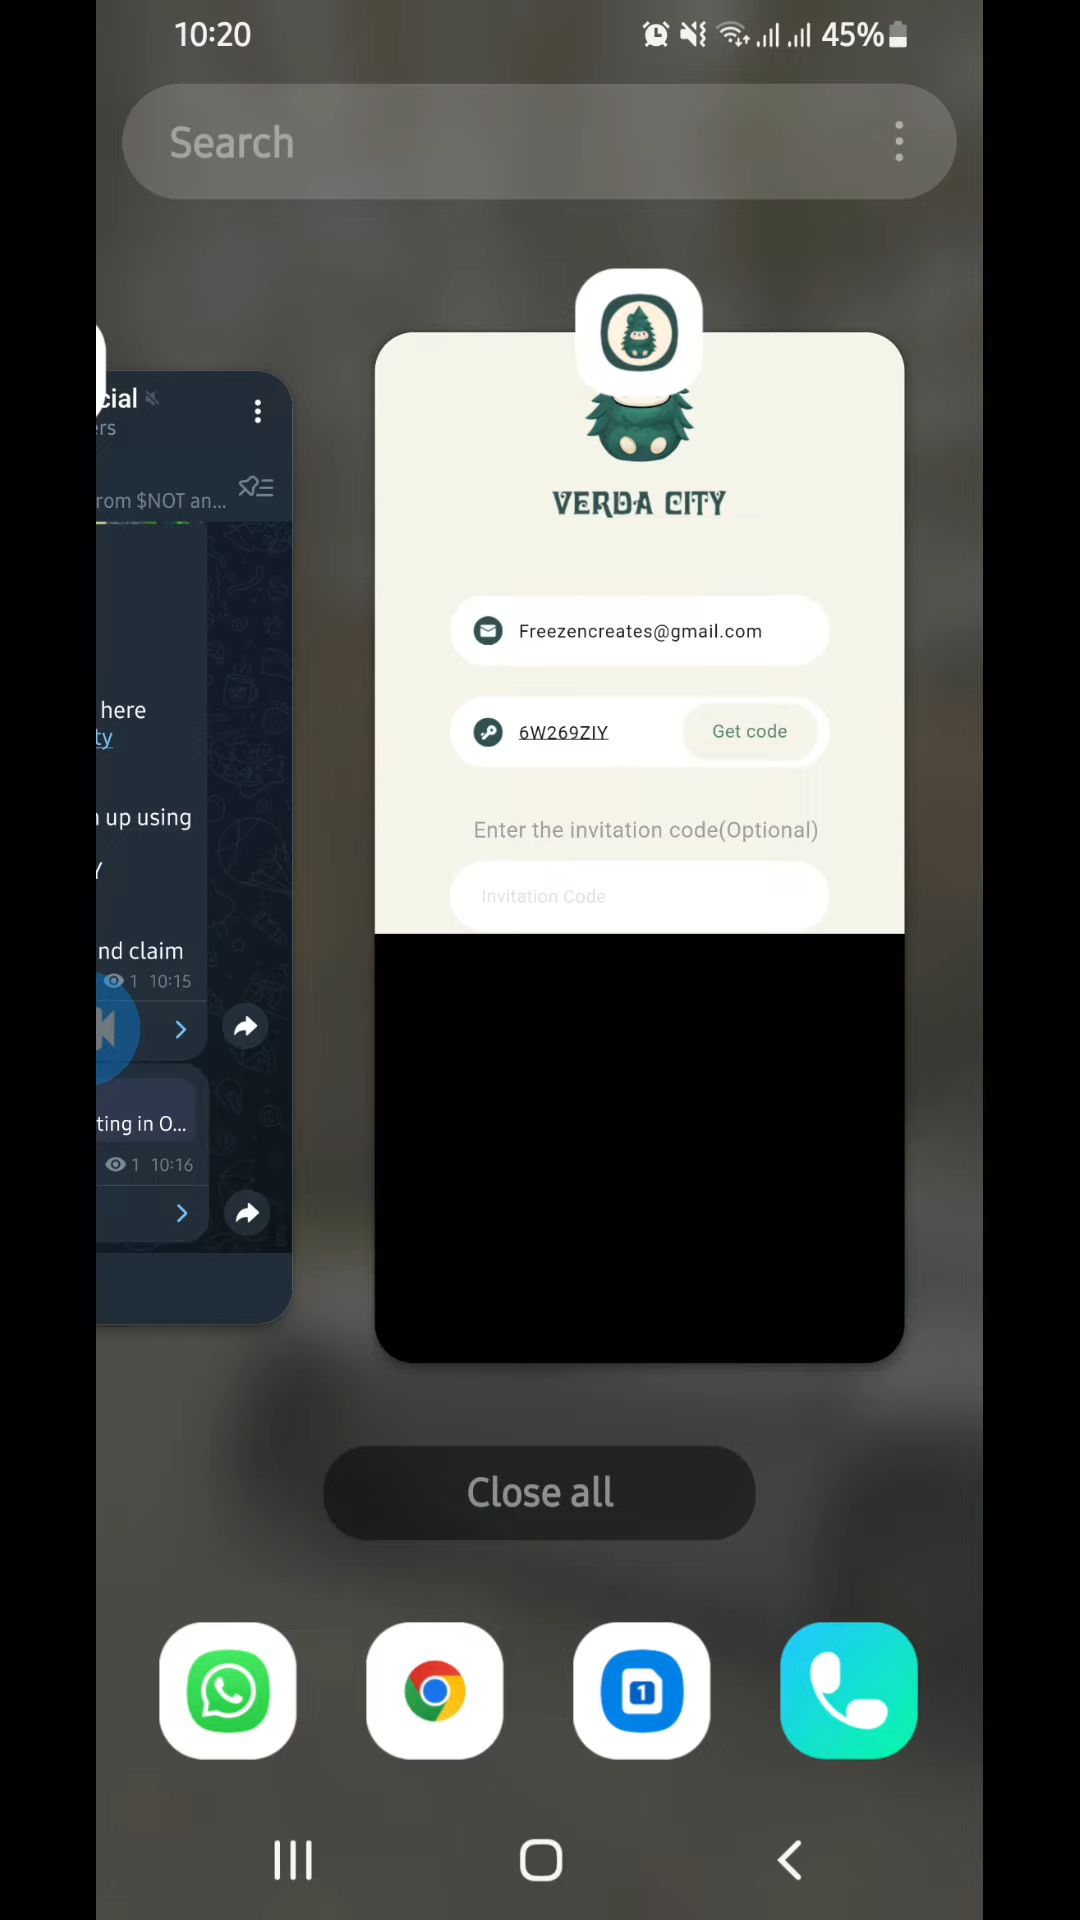 10:20
45%
Search
cial
ers
rom $NOT an...
here
ty
up using
nd claim
1 10:15
ting in O...
1 10:16
VERDA CITY
Freezencreates@gmail.com
6W269ZIY
Get code
Enter the invitation code(Optional)
Invitation Code
Close all
1